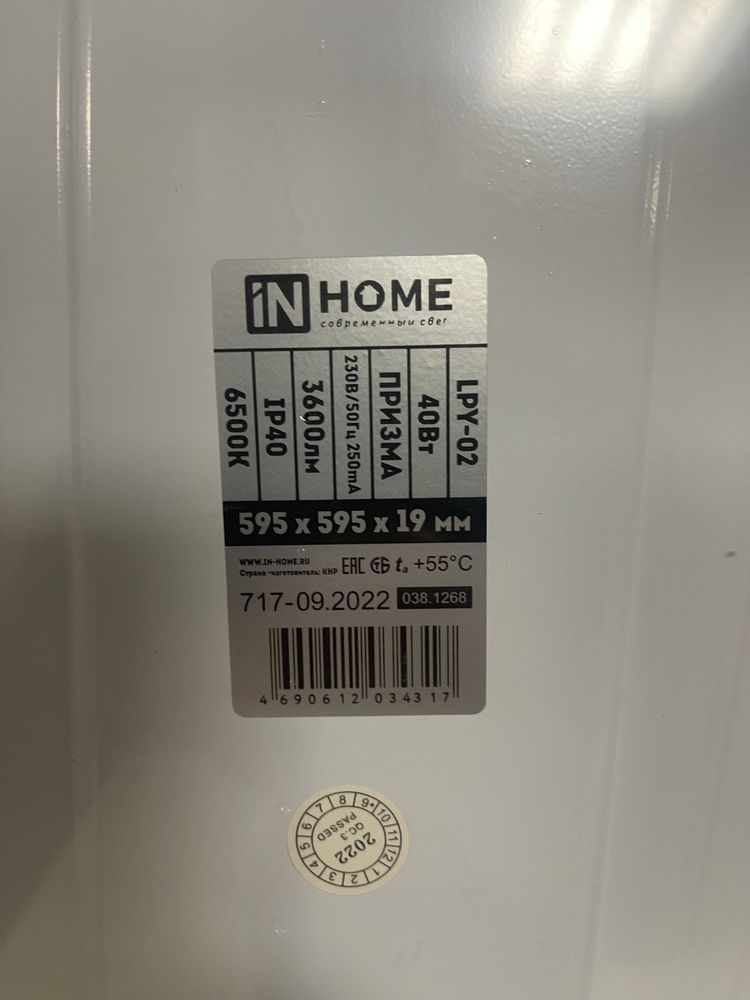 iN HOME
современный свет
LPY-02
40Вт
ПРИЗМА
230В/50Гц 250mA
3600лм
IP40
6500К
595 x 595 x 19 мм
WWW.IN-HOME.RU
Страна-изготовитель: КНР
EAC СТБ ta +55°C
717-09.2022 038.1268
4 690612 034317
1 2 3 4 5 6 7 8 9 10 11 12
2022
QC.3
PASSED